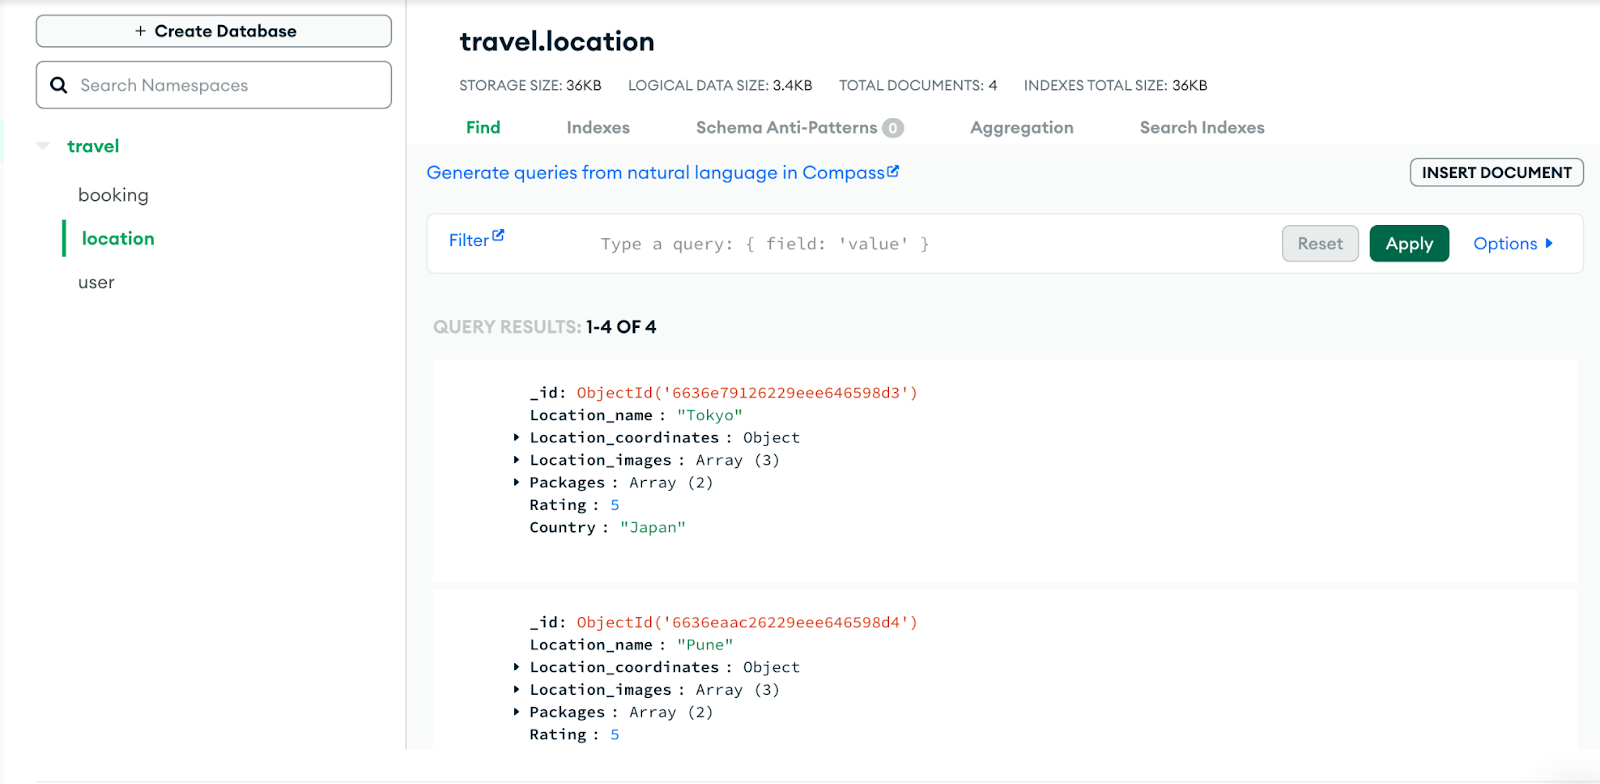 + Create Database
Search Namespaces
travel
booking
location
user
travel.location
STORAGE SIZE: 36KB LOGICAL DATA SIZE: 3.4KB TOTAL DOCUMENTS: 4 INDEXES TOTAL SIZE: 36KB
Find Indexes Schema Anti-Patterns 0 Aggregation Search Indexes
Generate queries from natural language in Compass
INSERT DOCUMENT
Filter Type a query: { field: 'value' } Reset Apply Options
QUERY RESULTS: 1-4 OF 4
_id: ObjectId('6636e79126229eee646598d3')
Location_name : "Tokyo"
Location_coordinates : Object
Location_images : Array (3)
Packages : Array (2)
Rating : 5
Country : "Japan"
_id: ObjectId('6636eaac26229eee646598d4')
Location_name : "Pune"
Location_coordinates : Object
Location_images : Array (3)
Packages : Array (2)
Rating : 5